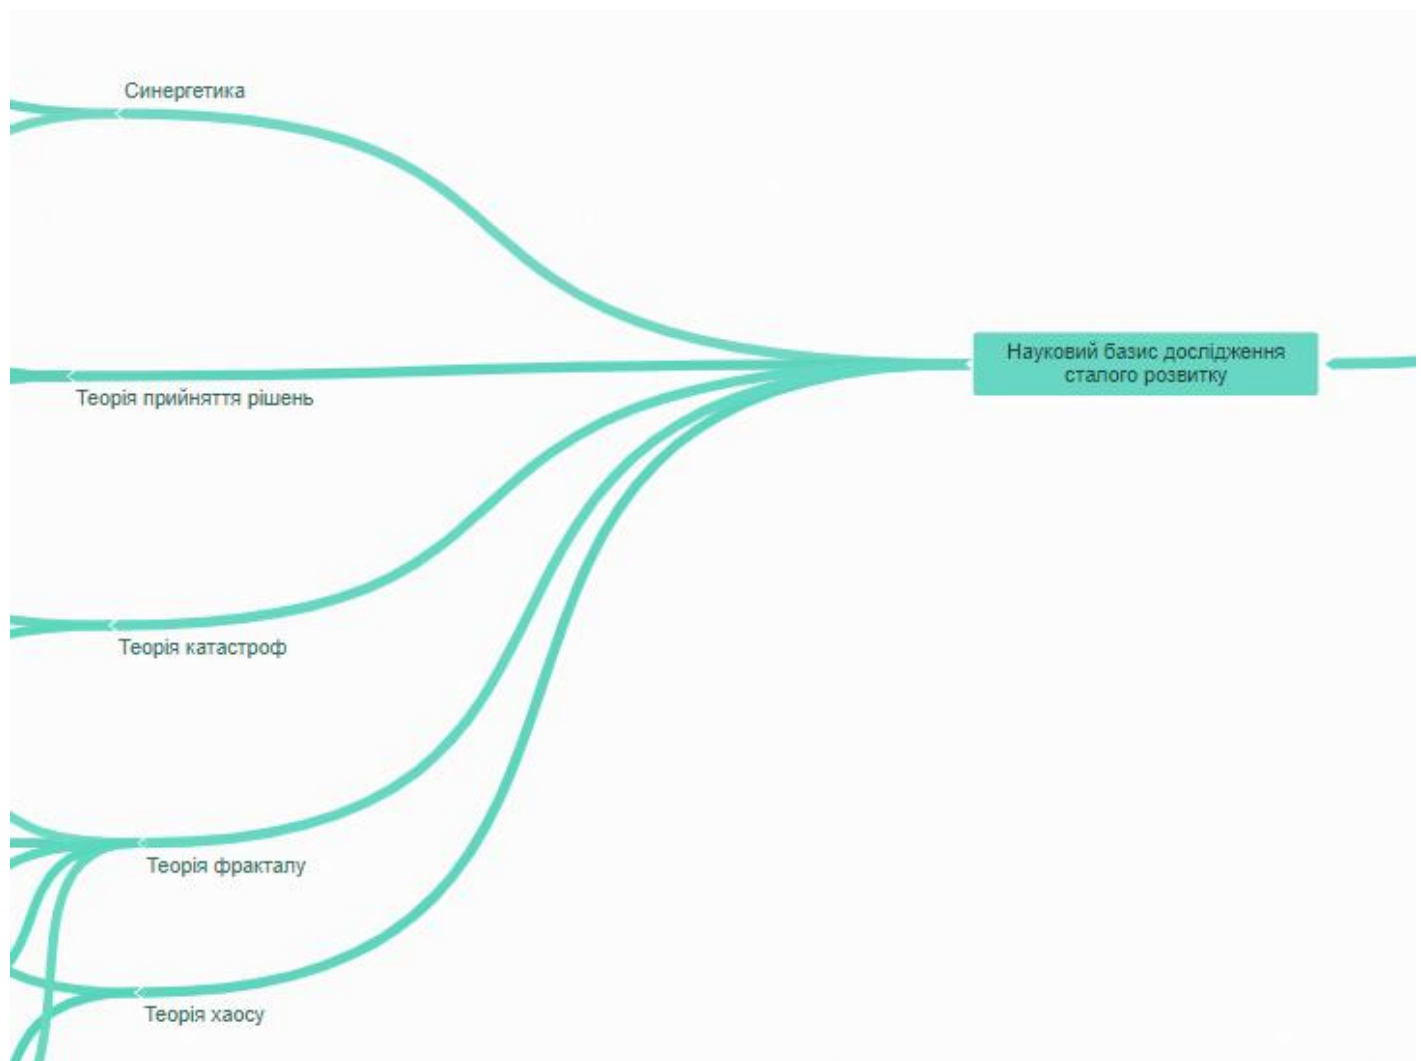 Синергетика
Науковий базис дослідження
сталого розвитку
Теорія прийняття рішень
Теорія катастроф
Теорія фракталу
Теорія хаосу